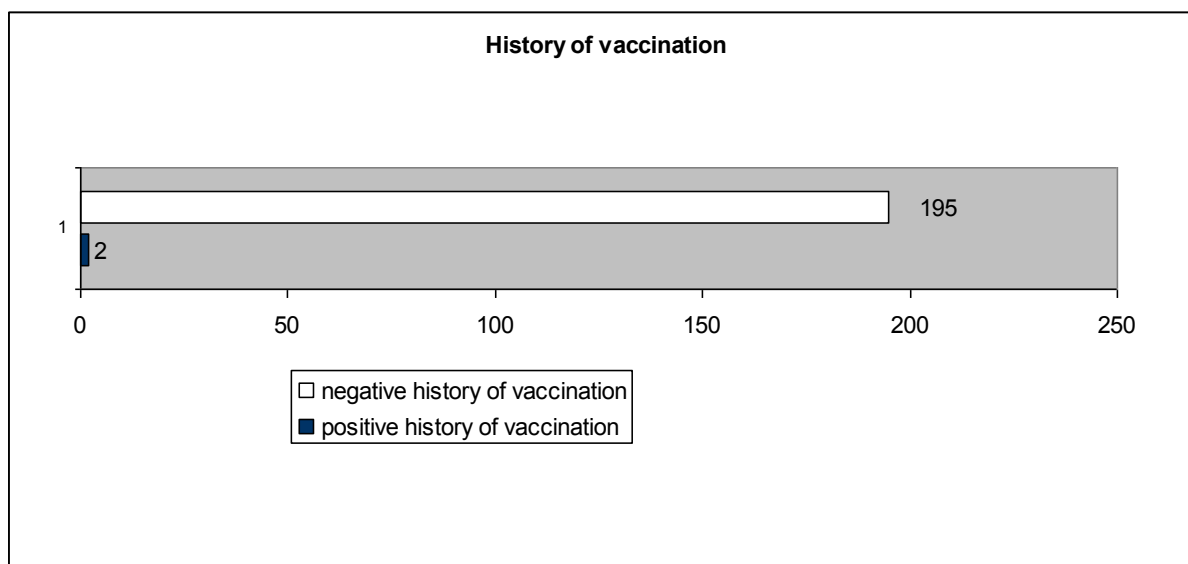 History of vaccination
195
1
2
0 50 100 150 200 250
negative history of vaccination
positive history of vaccination